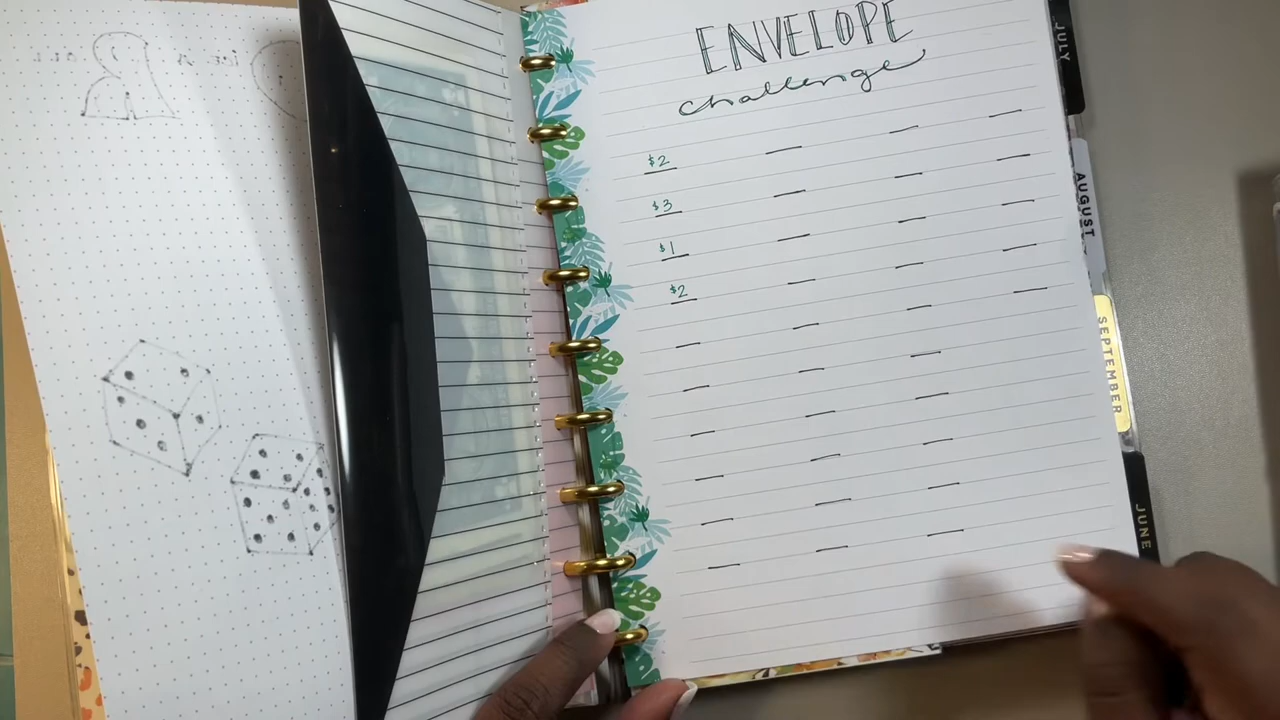 ENVELOPE
challenge
$2
$3
$1
$2
JULY
AUGUST
SEPTEMBER
JUNE